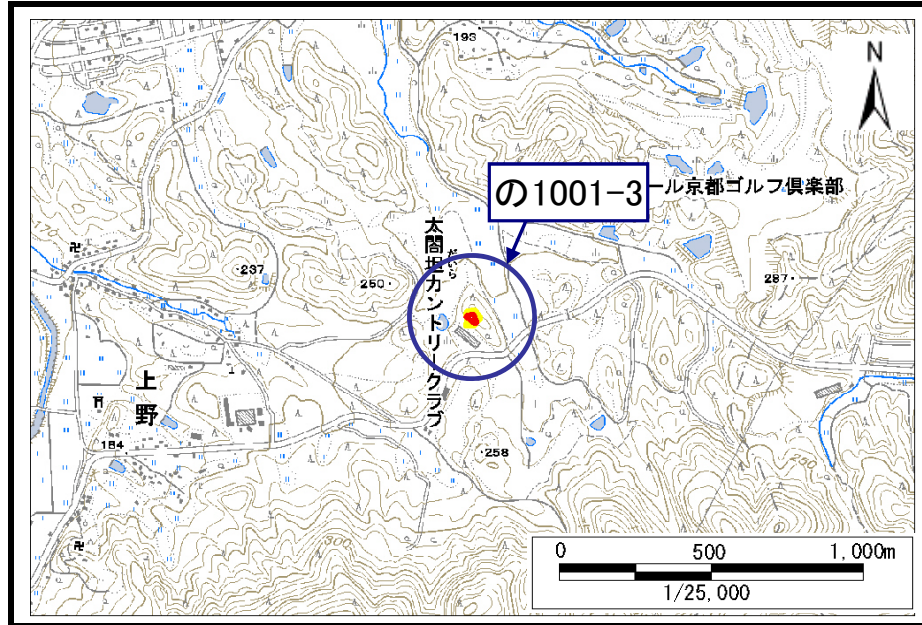 193
N
の1001-3
ール京都ゴルフ倶楽部
太閤坦カントリークラブ
だいら
237
250
287
上野
184
258
250
300
0 500 1,000m
1/25,000